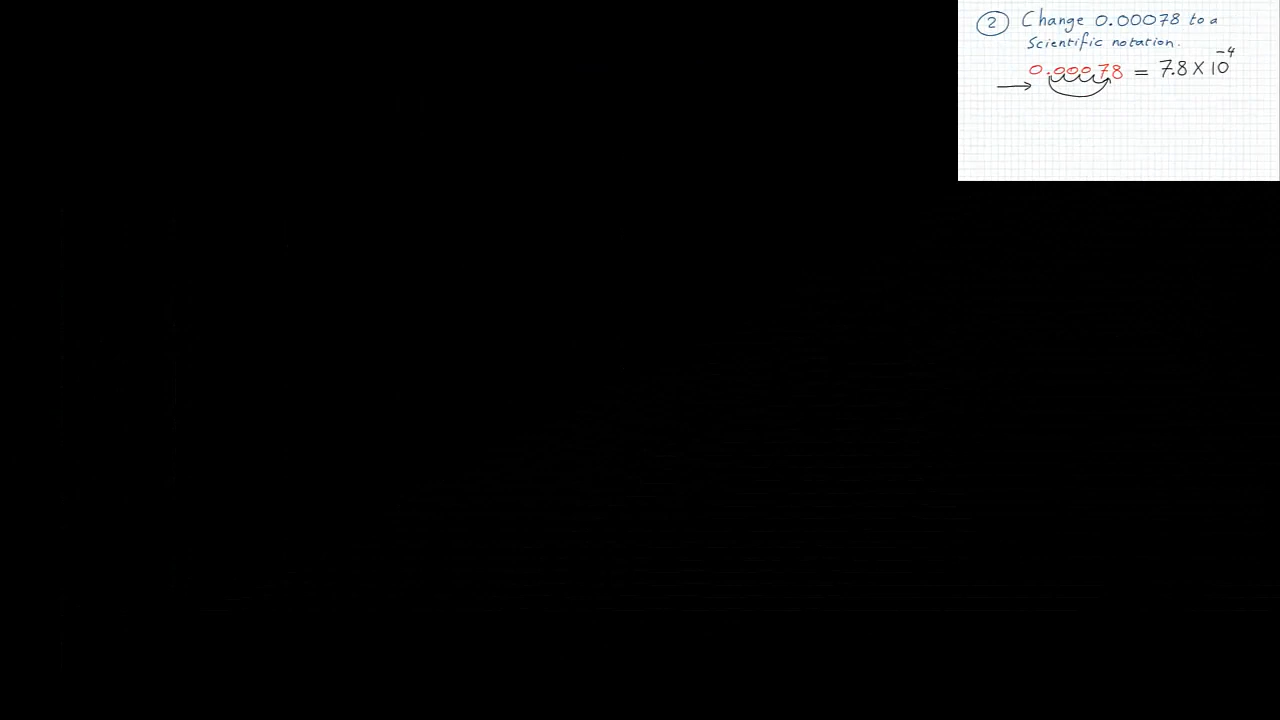 2 Change 0.00078 to a
Scientific notation.
0.00078 = 7.8 × 10⁻⁴